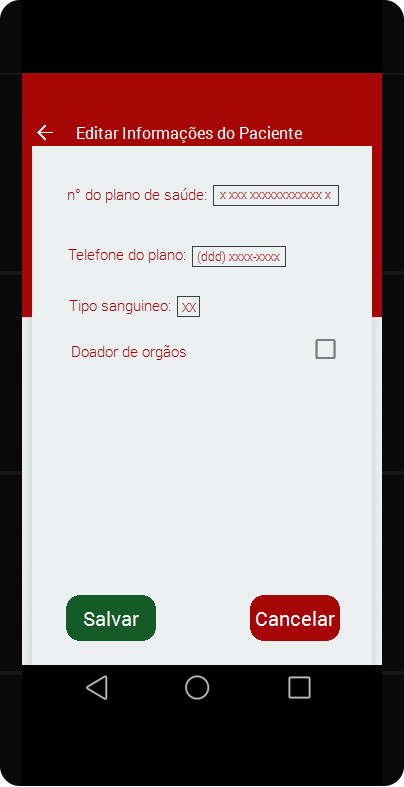 Editar Informações do Paciente
n° do plano de saúde: x xxx xxxxxxxxxxxx x
Telefone do plano: (ddd) xxxx-xxxx
Tipo sanguineo: XX
Doador de orgãos
Salvar Cancelar